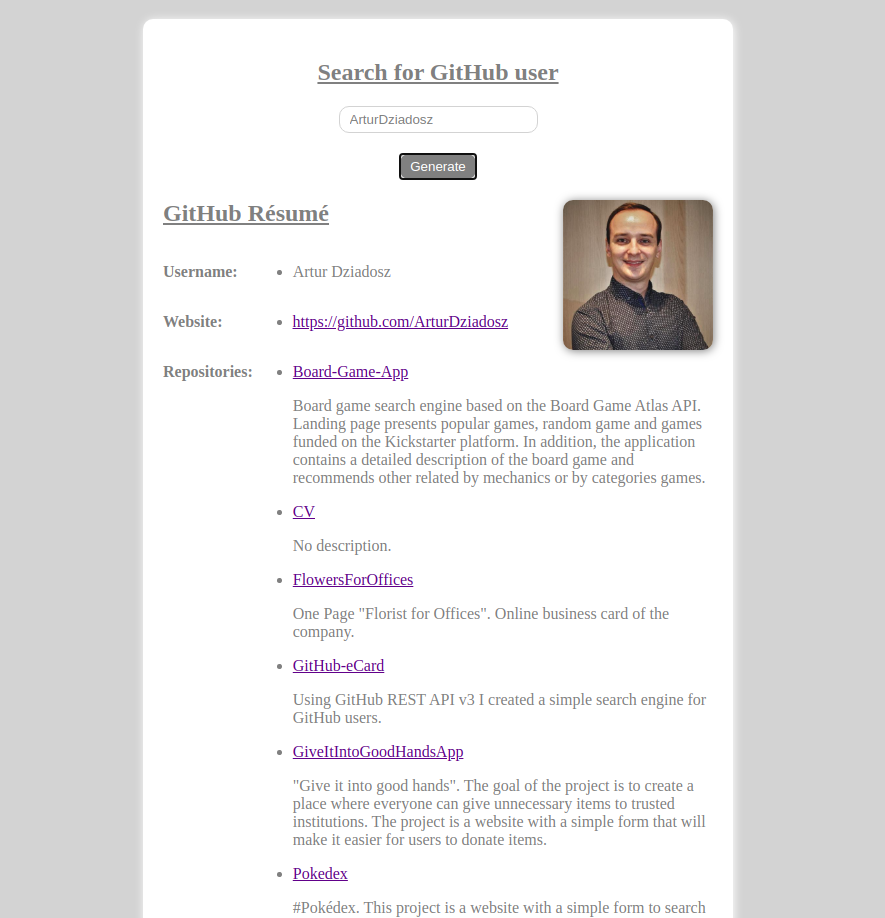 Search for GitHub user
ArturDziadosz
Generate
GitHub Résumé
Username:
Artur Dziadosz
Website:
https://github.com/ArturDziadosz
Repositories:
Board-Game-App
Board game search engine based on the Board Game Atlas API.
Landing page presents popular games, random game and games
funded on the Kickstarter platform. In addition, the application
contains a detailed description of the board game and
recommends other related by mechanics or by categories games.
CV
No description.
FlowersForOffices
One Page "Florist for Offices". Online business card of the
company.
GitHub-eCard
Using GitHub REST API v3 I created a simple search engine for
GitHub users.
GiveItIntoGoodHandsApp
"Give it into good hands". The goal of the project is to create a
place where everyone can give unnecessary items to trusted
institutions. The project is a website with a simple form that will
make it easier for users to donate items.
Pokedex
#Pokédex. This project is a website with a simple form to search